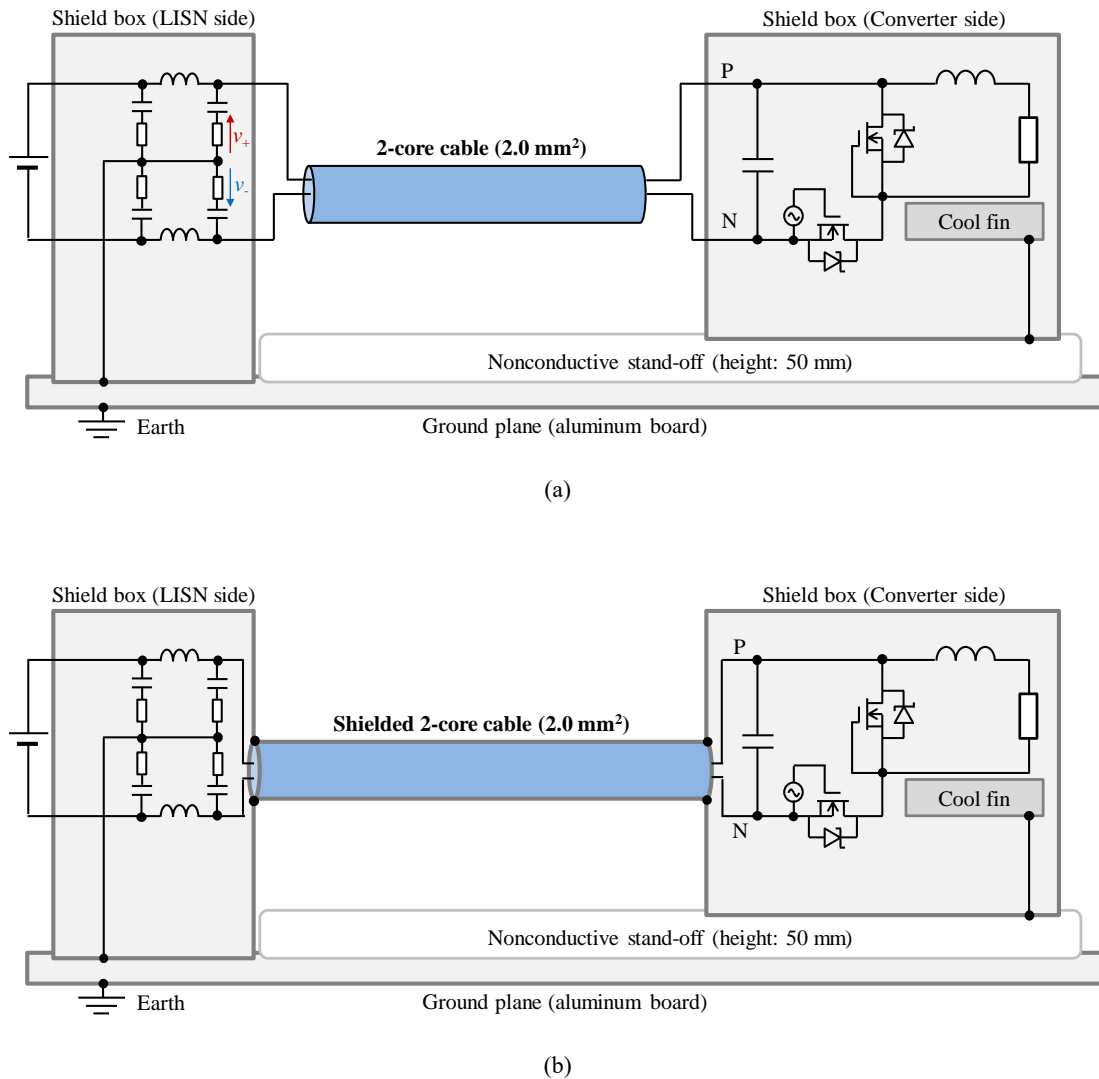 Shield box (LISN side)
Shield box (Converter side)
P
v+
v-
2-core cable (2.0 mm²)
N
Cool fin
Nonconductive stand-off (height: 50 mm)
Earth
Ground plane (aluminum board)
(a)
Shield box (LISN side)
Shield box (Converter side)
P
Shielded 2-core cable (2.0 mm²)
Cool fin
N
Nonconductive stand-off (height: 50 mm)
Earth
Ground plane (aluminum board)
(b)